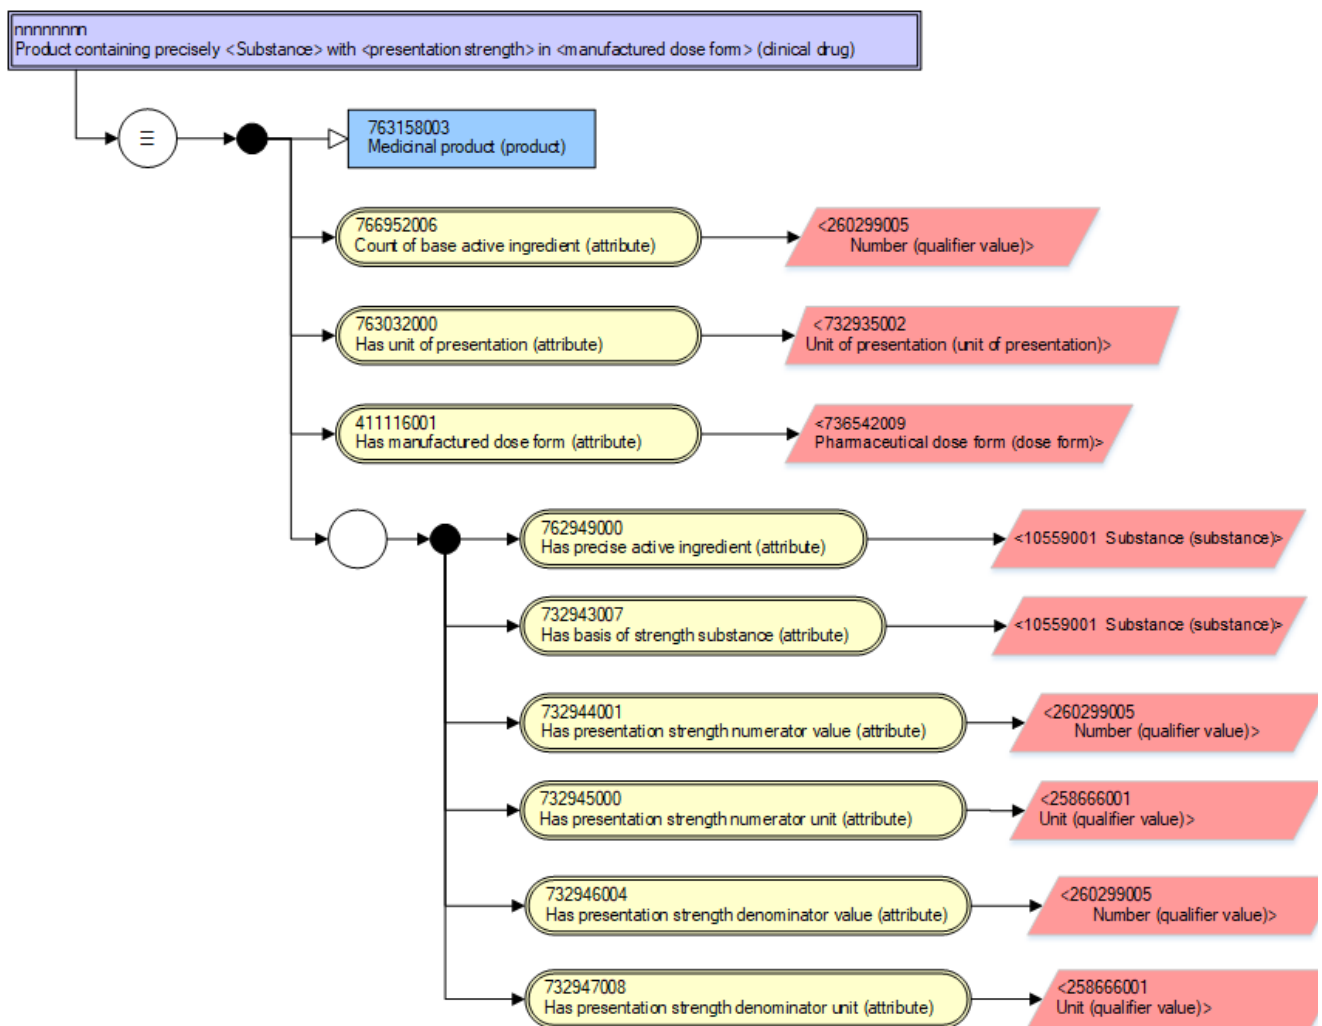 nnnnnnnn
Product containing precisely <Substance> with <presentation strength> in <manufactured dose form> (clinical drug)
≡
763158003
Medicinal product (product)
766952006
Count of base active ingredient (attribute)
<260299005
Number (qualifier value)>
763032000
Has unit of presentation (attribute)
<732935002
Unit of presentation (unit of presentation)>
411116001
Has manufactured dose form (attribute)
<736542009
Pharmaceutical dose form (dose form)>
762949000
Has precise active ingredient (attribute)
<10559001 Substance (substance)>
732943007
Has basis of strength substance (attribute)
<10559001 Substance (substance)>
732944001
Has presentation strength numerator value (attribute)
<260299005
Number (qualifier value)>
732945000
Has presentation strength numerator unit (attribute)
<258666001
Unit (qualifier value)>
732946004
Has presentation strength denominator value (attribute)
<260299005
Number (qualifier value)>
732947008
Has presentation strength denominator unit (attribute)
<258666001
Unit (qualifier value)>